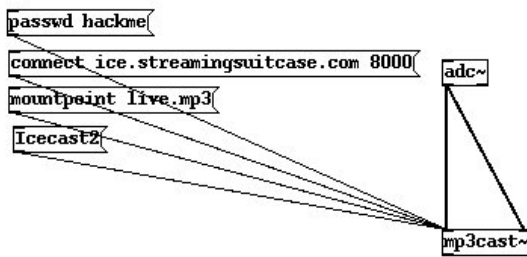 passwd hackme
connect ice.streamingsuitcase.com 8000
adc~
mountpoint live.mp3
Icecast2
mp3cast~